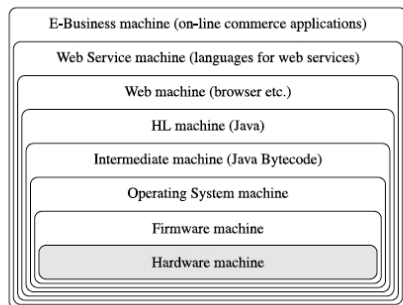 E-Business machine (on-line commerce applications)
Web Service machine (languages for web services)
Web machine (browser etc.)
HL machine (Java)
Intermediate machine (Java Bytecode)
Operating System machine
Firmware machine
Hardware machine